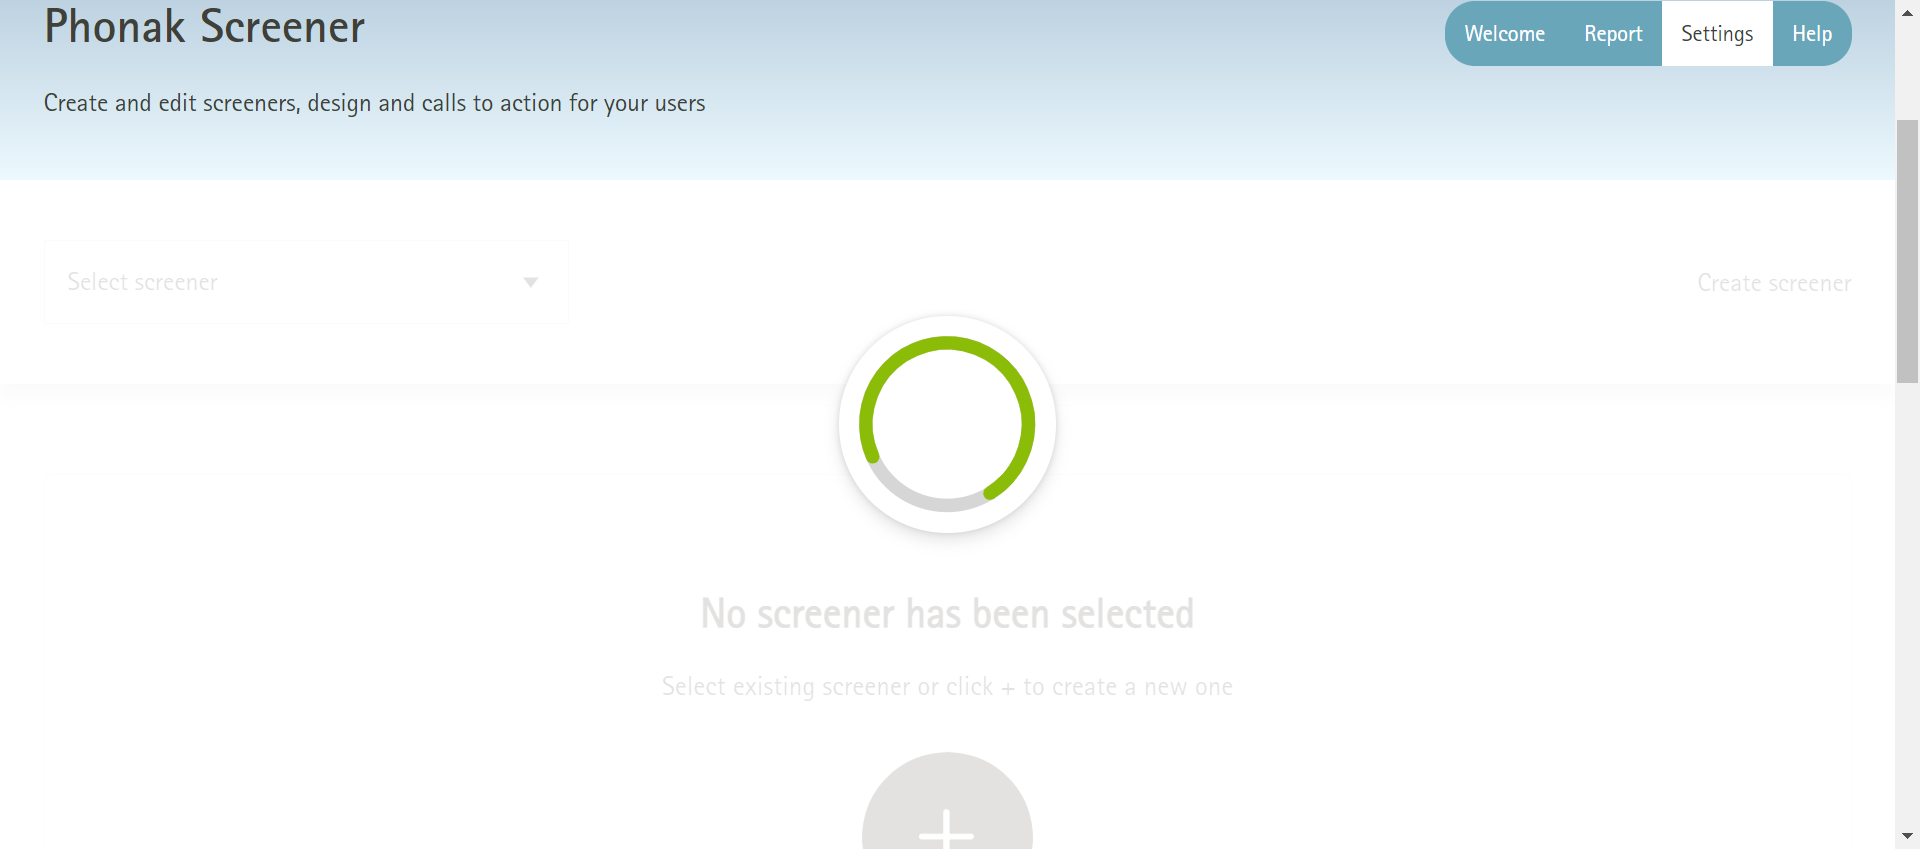 Phonak Screener
Welcome
Report
Settings
Help
Create and edit screeners, design and calls to action for your users
Select screener
Create screener
No screener has been selected
Select existing screener or click + to create a new one